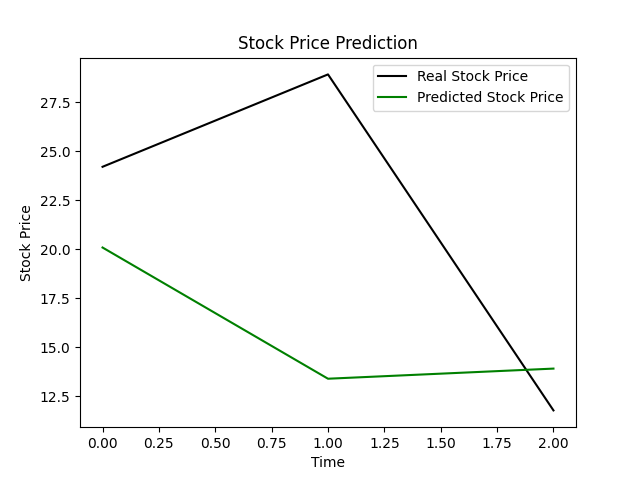 Stock Price Prediction
Real Stock Price
Predicted Stock Price
Stock Price
27.5
25.0
22.5
20.0
17.5
15.0
12.5
0.00 0.25 0.50 0.75 1.00 1.25 1.50 1.75 2.00
Time